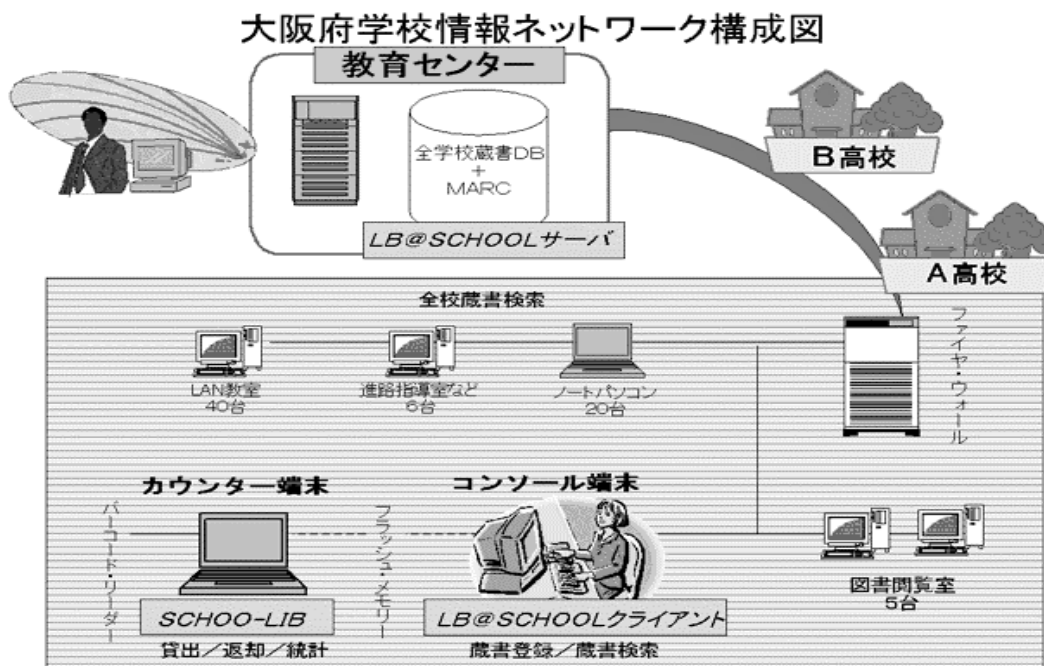 大阪府学校情報ネットワーク構成図
教育センター
全学校蔵書DB
+
MARC
LB@SCHOOLサーバ
B高校
A高校
全校蔵書検索
LAN教室
40台
進路指導室など
6台
ノートパソコン
20台
ファイヤ・ウォール
カウンター端末
コンソール端末
バーコード・リーダー
フラッシュ・メモリー
図書閲覧室
5台
SCHOO-LIB
LB@SCHOOLクライアント
貸出/返却/統計
蔵書登録/蔵書検索